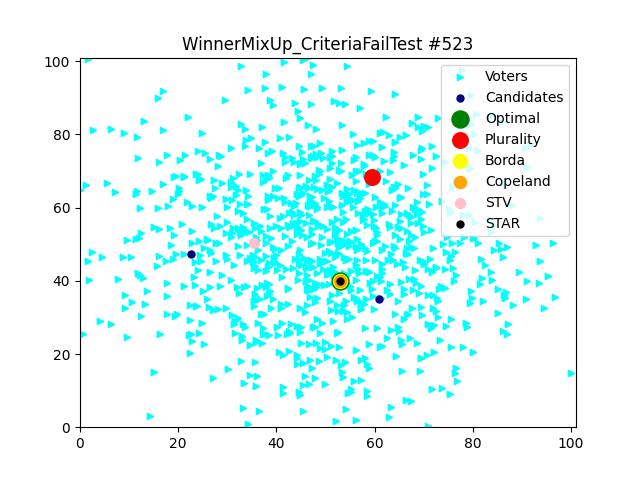 WinnerMixUp_CriteriaFailTest #523
100
80
60
40
20
0
0 20 40 60 80 100
Voters
Candidates
Optimal
Plurality
Borda
Copeland
STV
STAR